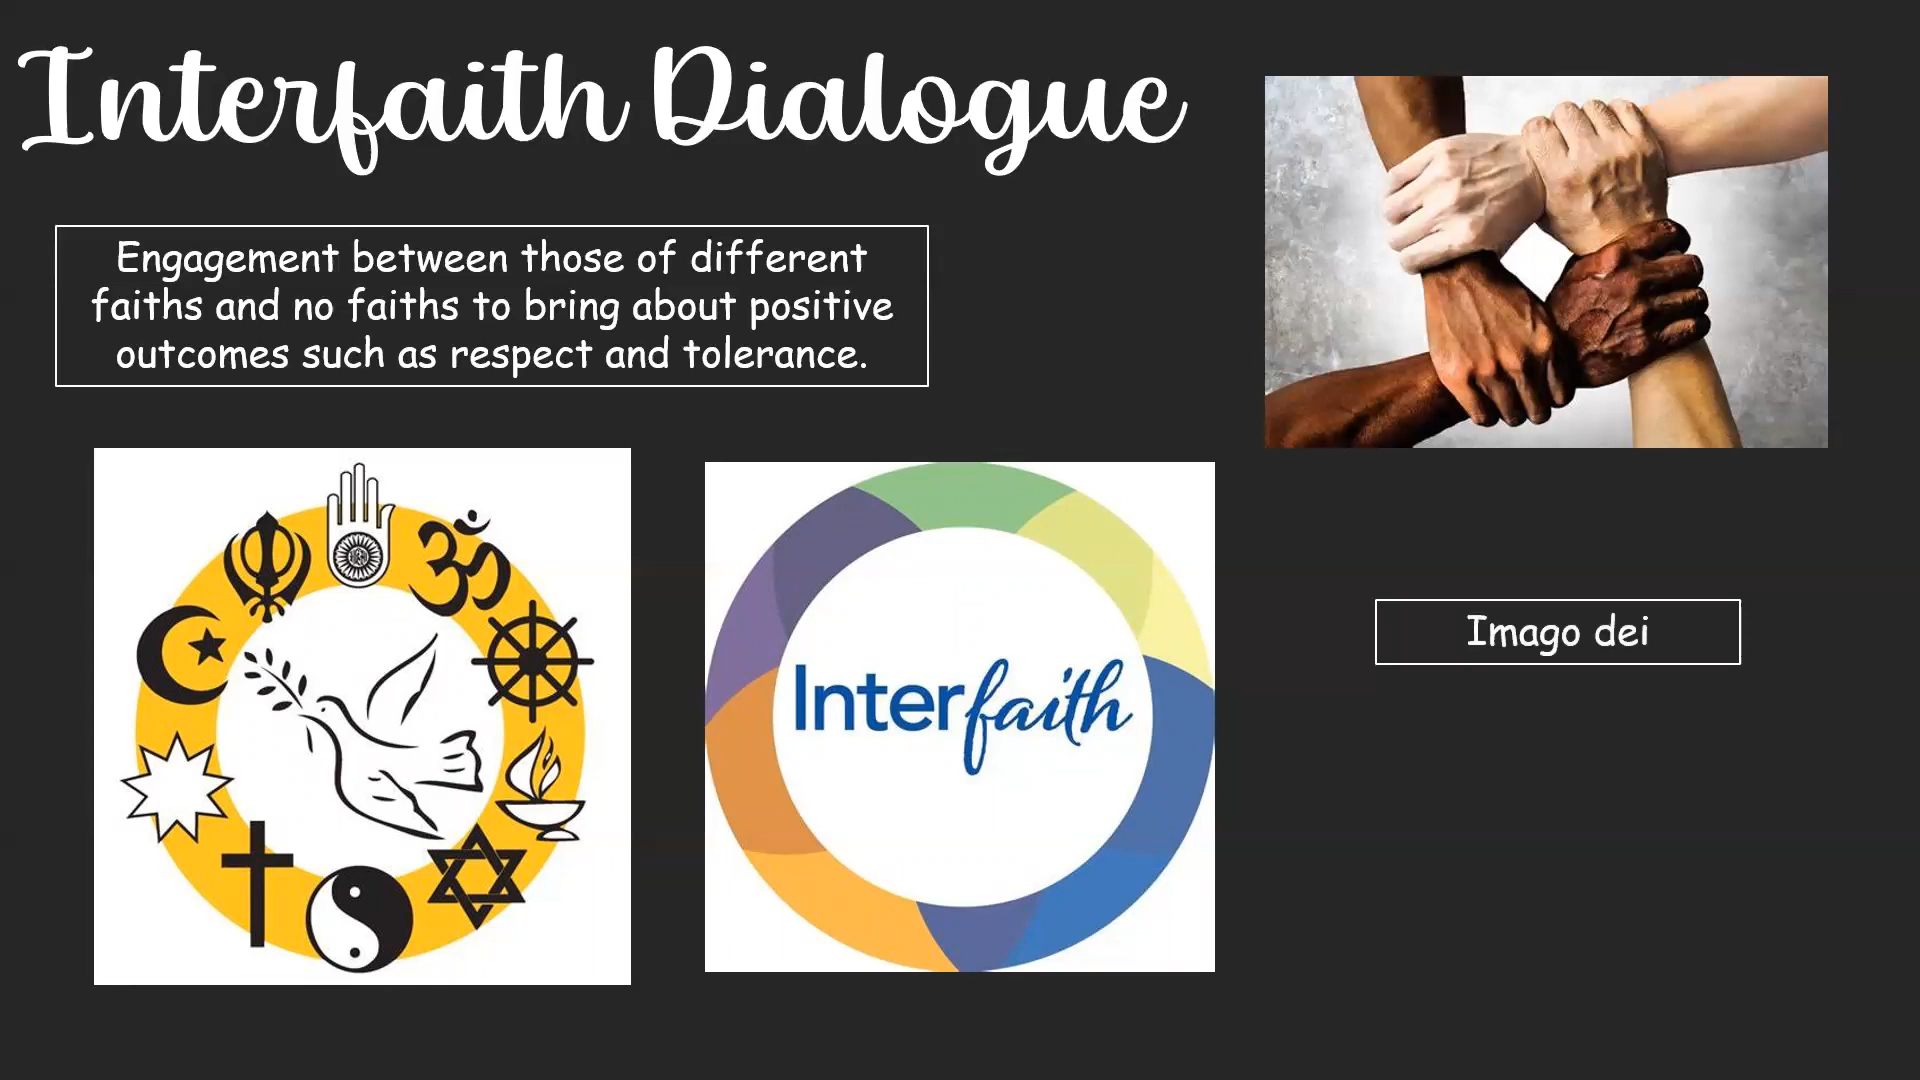 Interfaith Dialogue
Engagement between those of different
faiths and no faiths to bring about positive
outcomes such as respect and tolerance.
Interfaith
Imago dei